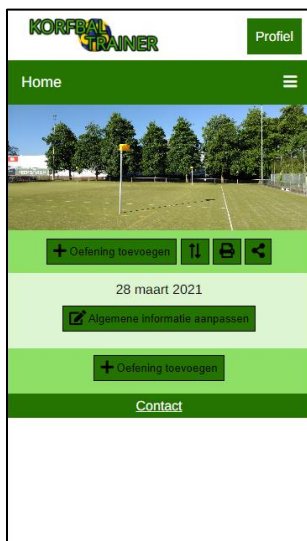 KORFBAL
TRAINER
Profiel
Home
Oefening toevoegen
28 maart 2021
Algemene informatie aanpassen
Oefening toevoegen
Contact